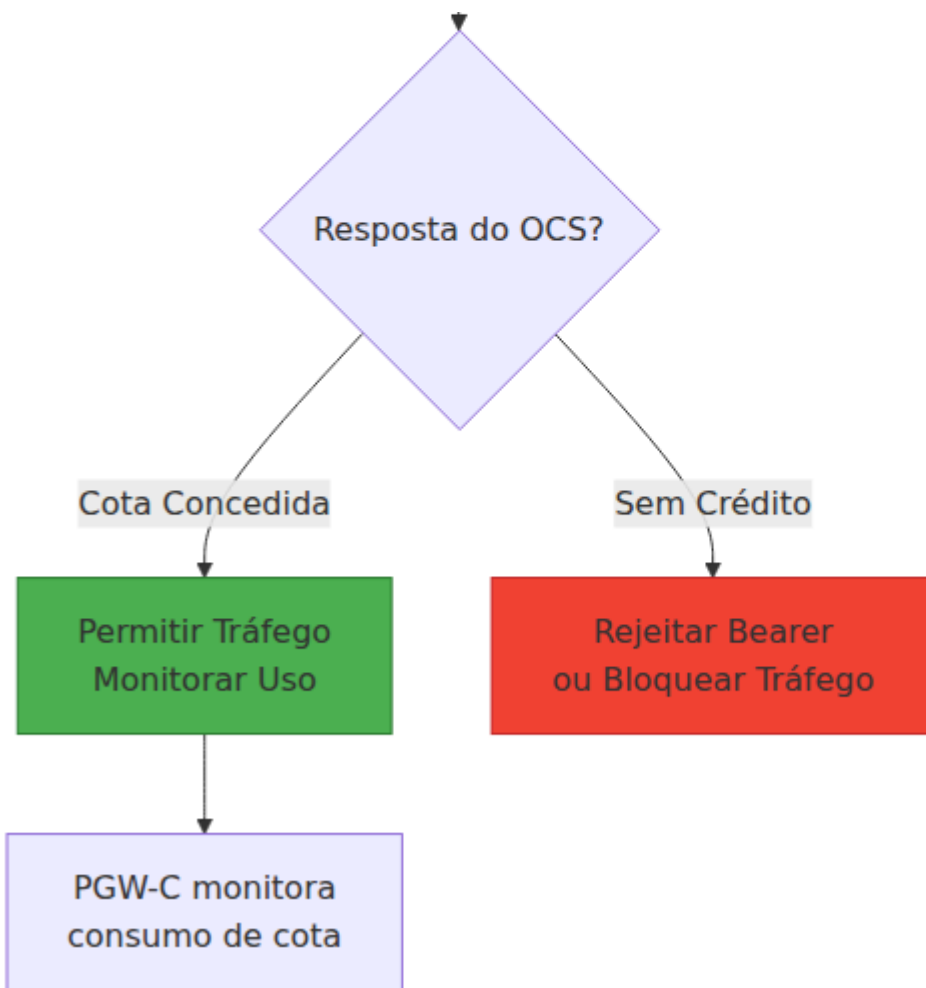 Resposta do OCS?
Cota Concedida
Sem Crédito
Permitir Tráfego
Monitorar Uso
Rejeitar Bearer
ou Bloquear Tráfego
PGW-C monitora
consumo de cota